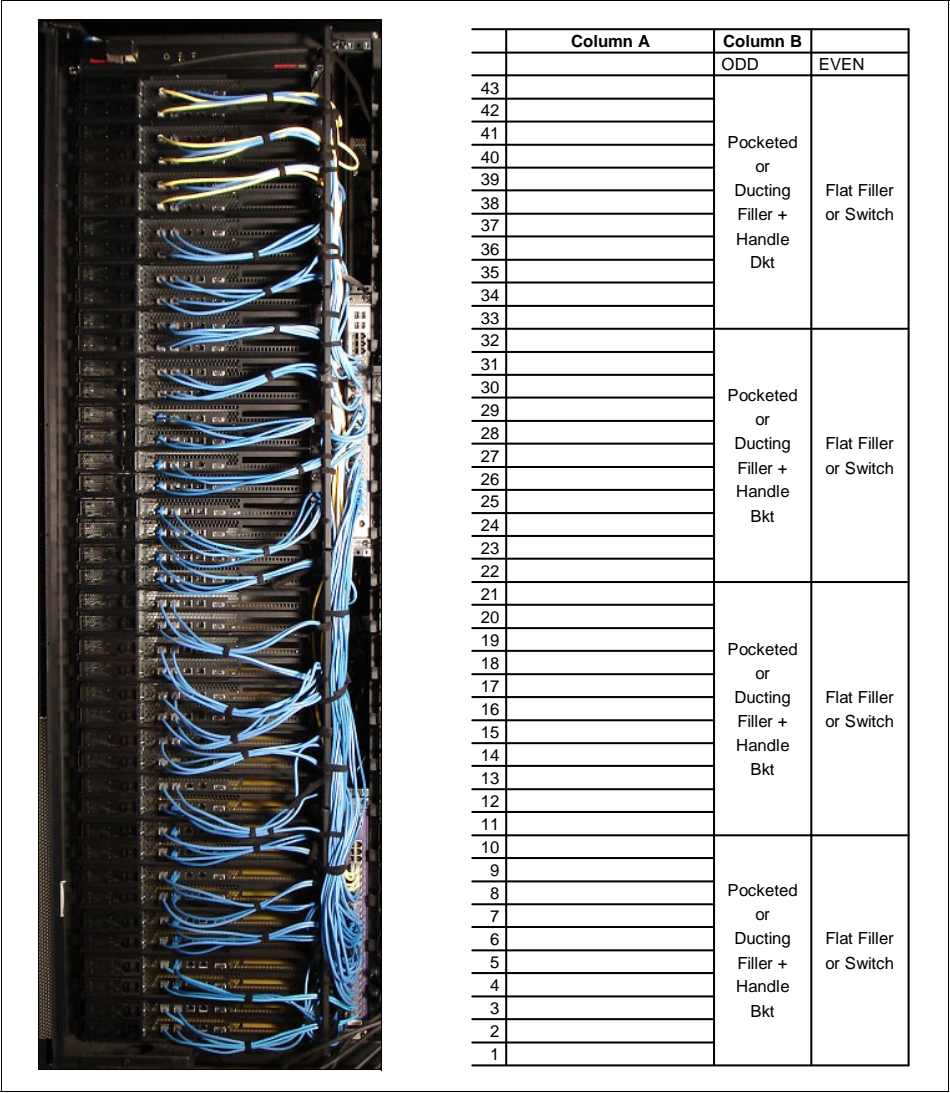 Column A Column B
ODD EVEN
43
42
41
40
39
38
37
36
35
34
33
Pocketed
or
Ducting
Filler +
Handle
Dkt
Flat Filler
or Switch
32
31
30
29
28
27
26
25
24
23
22
Pocketed
or
Ducting
Filler +
Handle
Bkt
Flat Filler
or Switch
21
20
19
18
17
16
15
14
13
12
11
Pocketed
or
Ducting
Filler +
Handle
Bkt
Flat Filler
or Switch
10
9
8
7
6
5
4
3
2
1
Pocketed
or
Ducting
Filler +
Handle
Bkt
Flat Filler
or Switch